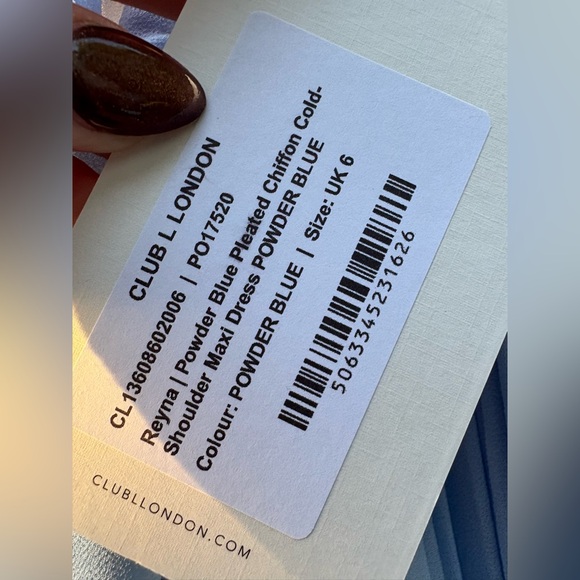 CLUB L LONDON
CL13608602006 | PO17520
Reyna | Powder Blue Pleated Chiffon Cold-
Shoulder Maxi Dress POWDER BLUE
Colour: POWDER BLUE | Size: UK 6
5063345231626
CLUBLLONDON.COM